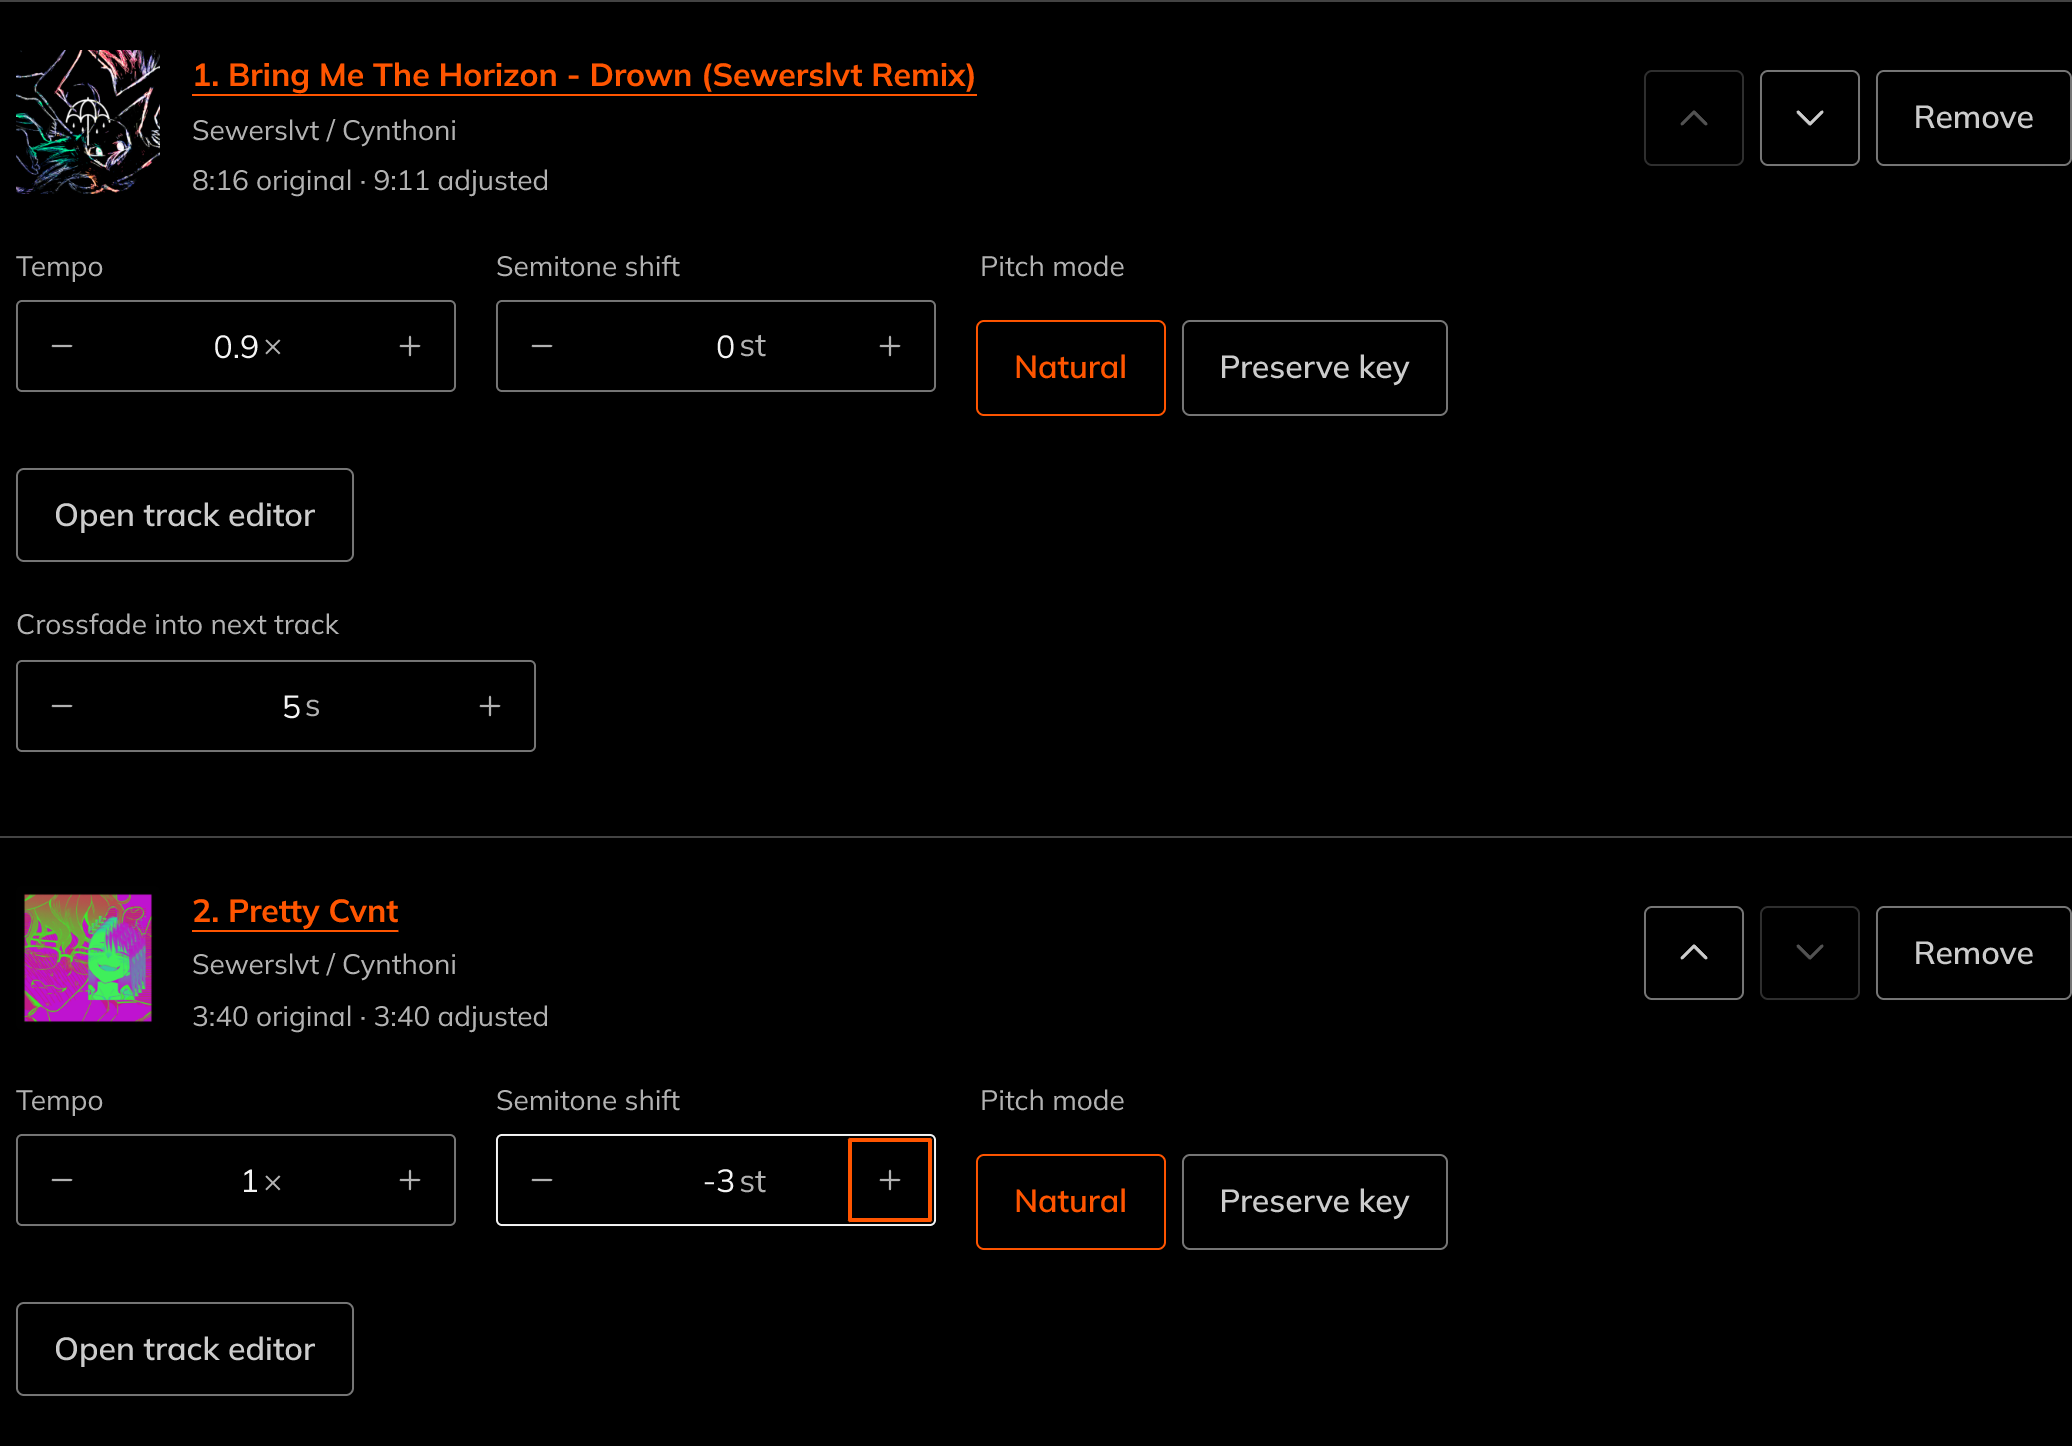 1. Bring Me The Horizon - Drown (Sewerslvt Remix)
Sewerslvt / Cynthoni
8:16 original · 9:11 adjusted
Remove
Tempo
Semitone shift
Pitch mode
− 0.9× +
− 0 st +
Natural
Preserve key
Open track editor
Crossfade into next track
− 5 s +
2. Pretty Cvnt
Sewerslvt / Cynthoni
3:40 original · 3:40 adjusted
Remove
Tempo
Semitone shift
Pitch mode
− 1× +
− -3 st +
Natural
Preserve key
Open track editor